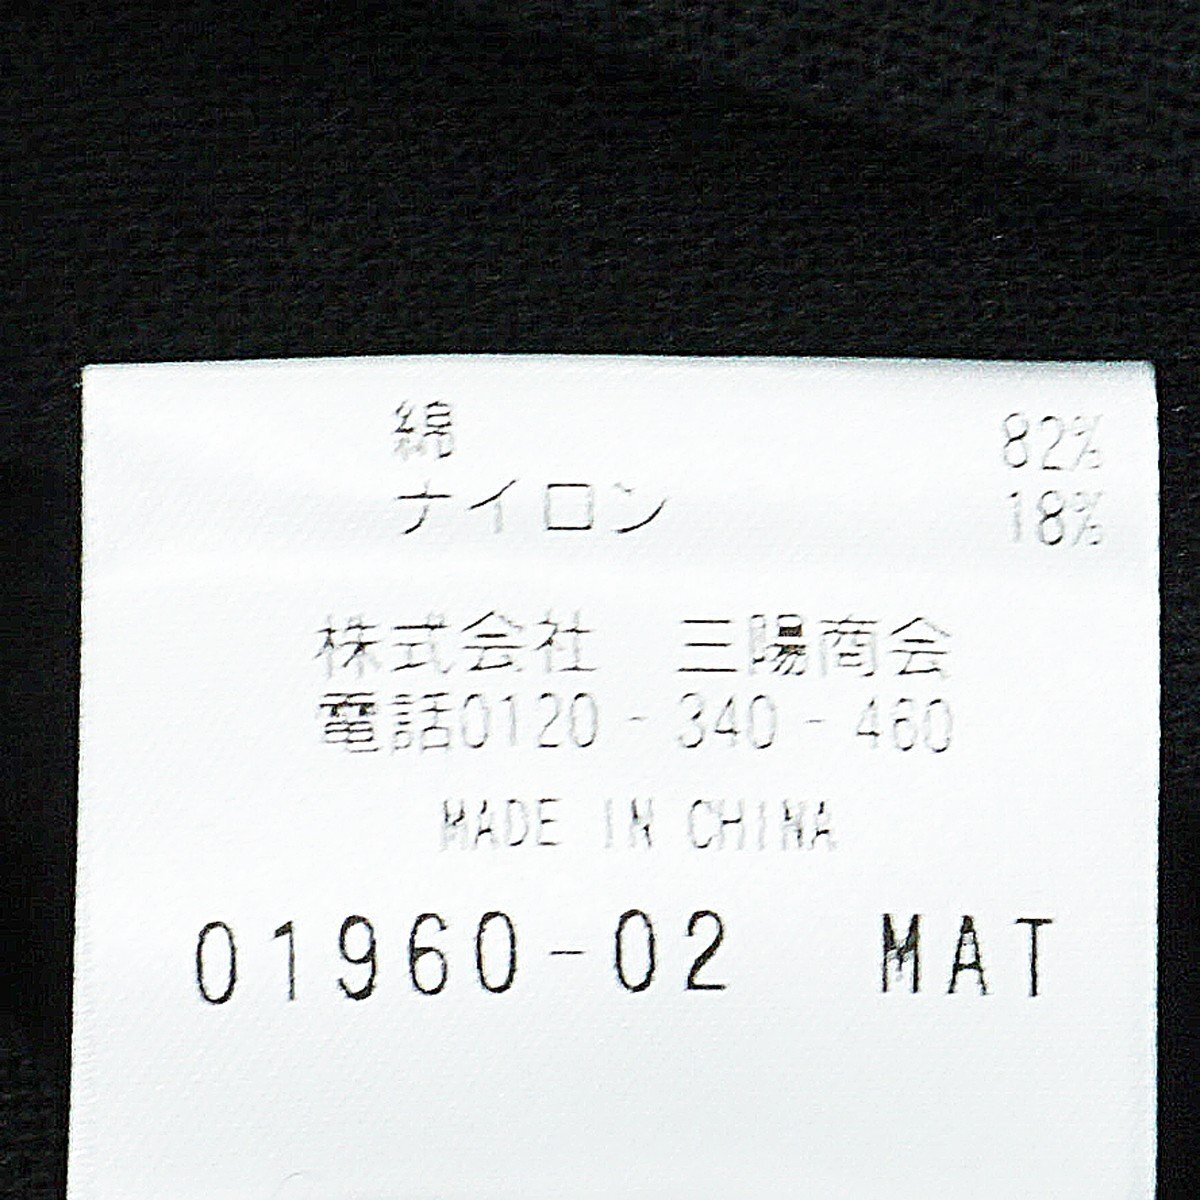 綿 82%
ナイロン 18%
株式会社 三陽商会
電話0120-340-460
MADE IN CHINA
01960-02 MAT